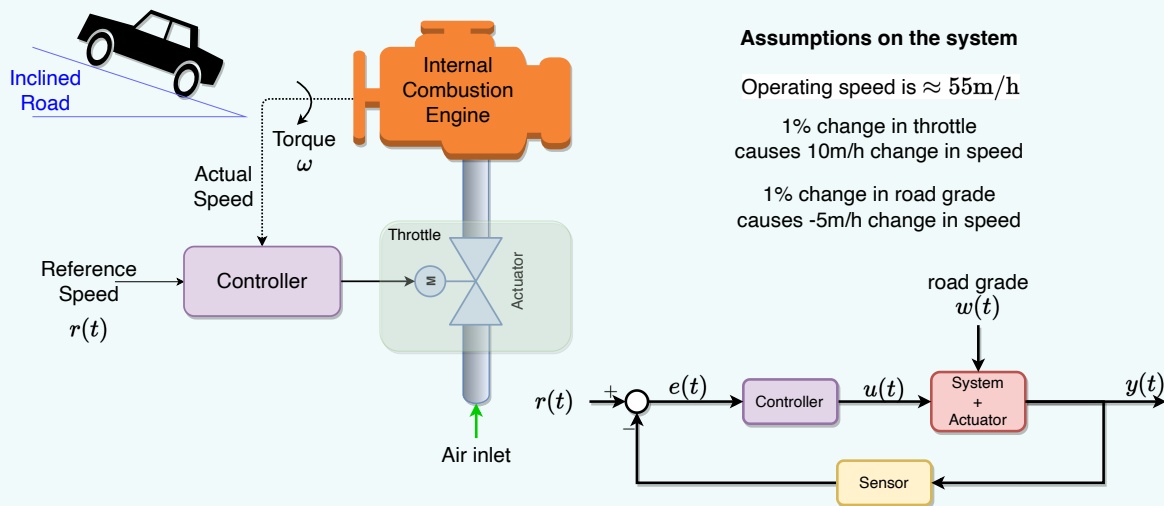 Inclined
Road
Internal
Combustion
Engine
Torque
ω
Actual
Speed
Throttle
M
Actuator
Reference
Speed
r(t)
Controller
Air inlet
Assumptions on the system
Operating speed is ≈ 55m/h
1% change in throttle
causes 10m/h change in speed
1% change in road grade
causes -5m/h change in speed
road grade
w(t)
r(t)
+
−
e(t)
Controller
u(t)
System
+
Actuator
y(t)
Sensor